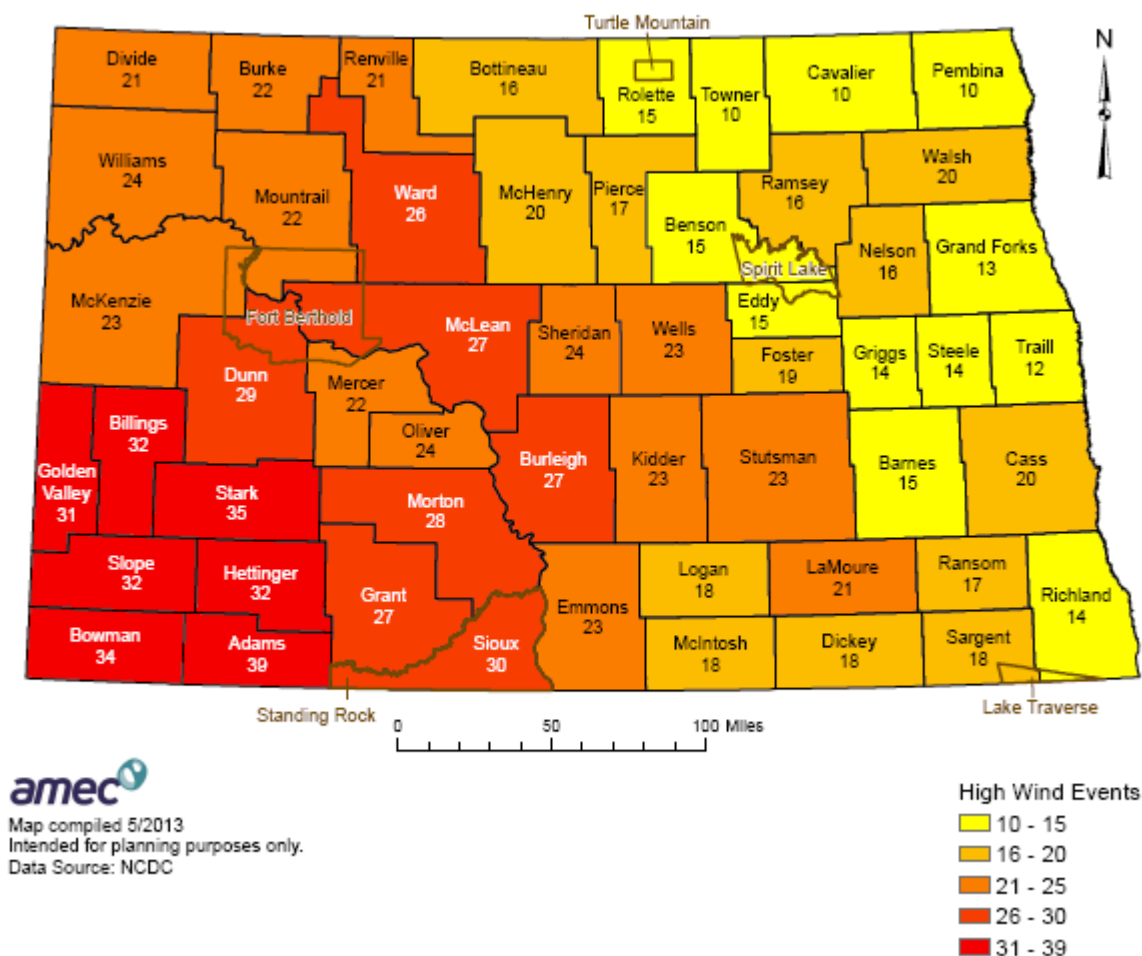 Turtle Mountain
N
Divide
21
Burke
22
Renville
21
Bottineau
16
Rolette
15
Towner
10
Cavalier
10
Pembina
10
Williams
24
Mountrail
22
Ward
26
McHenry
20
Pierce
17
Benson
15
Ramsey
16
Walsh
20
Spirit Lake
Nelson
16
Grand Forks
13
McKenzie
23
Fort Berthold
McLean
27
Sheridan
24
Wells
23
Eddy
15
Foster
19
Griggs
14
Steele
14
Traill
12
Dunn
29
Mercer
22
Oliver
24
Billings
32
Golden
Valley
31
Stark
35
Morton
28
Burleigh
27
Kidder
23
Stutsman
23
Barnes
15
Cass
20
Slope
32
Hettinger
32
Grant
27
Emmons
23
Logan
18
LaMoure
21
Ransom
17
Richland
14
Bowman
34
Adams
39
Sioux
30
McIntosh
18
Dickey
18
Sargent
18
Standing Rock
Lake Traverse
0 50 100 Miles
amec
Map compiled 5/2013
Intended for planning purposes only.
Data Source: NCDC
High Wind Events
10 - 15
16 - 20
21 - 25
26 - 30
31 - 39